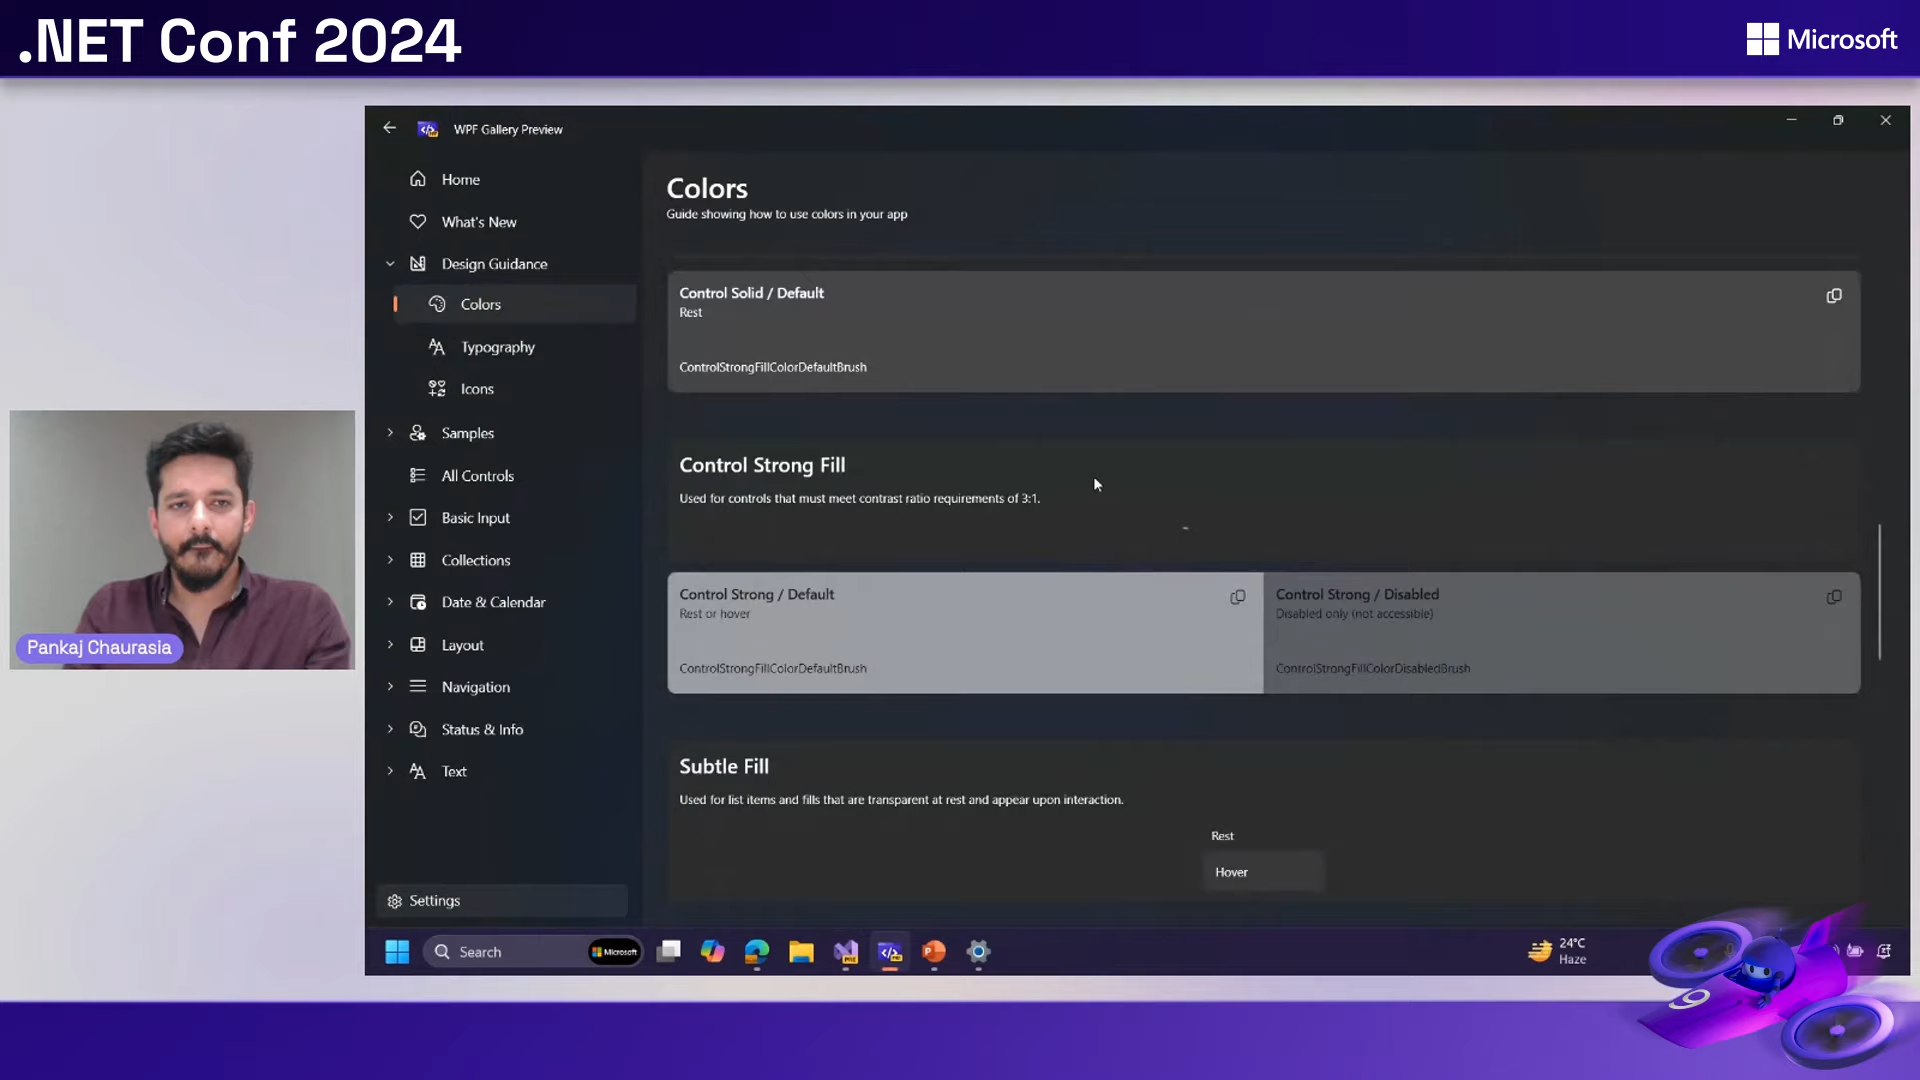 .NET Conf 2024
Microsoft
WPF Gallery Preview
Home
What's New
Design Guidance
Colors
Typography
Icons
Samples
All Controls
Basic Input
Collections
Date & Calendar
Layout
Navigation
Status & Info
Text
Settings
Colors
Guide showing how to use colors in your app
Control Solid / Default
Rest
ControlStrongFillColorDefaultBrush
Control Strong Fill
Used for controls that must meet contrast ratio requirements of 3:1.
Control Strong / Default
Rest or hover
ControlStrongFillColorDefaultBrush
Control Strong / Disabled
Disabled only (not accessible)
ControlStrongFillColorDisabledBrush
Subtle Fill
Used for list items and fills that are transparent at rest and appear upon interaction.
Rest
Hover
Pankaj Chaurasia
Search
Microsoft
24°C
Haze
9